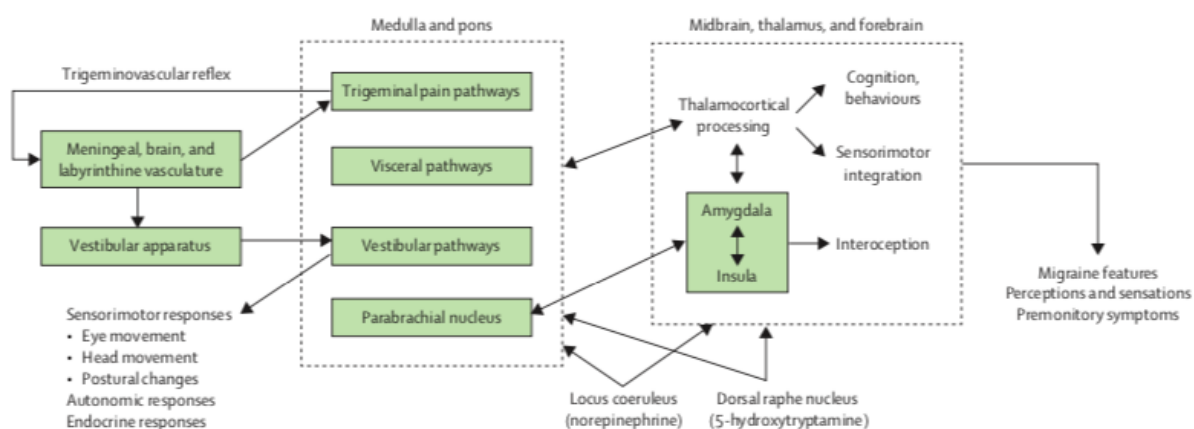 Medulla and pons
Midbrain, thalamus, and forebrain
Trigeminovascular reflex
Trigeminal pain pathways
Meningeal, brain, and
labyrinthine vasculature
Visceral pathways
Vestibular apparatus
Vestibular pathways
Parabrachial nucleus
Sensorimotor responses
• Eye movement
• Head movement
• Postural changes
Autonomic responses
Endocrine responses
Thalamocortical
processing
Cognition,
behaviours
Sensorimotor
integration
Amygdala
Insula
Interoception
Migraine features
Perceptions and sensations
Premonitory symptoms
Locus coeruleus
(norepinephrine)
Dorsal raphe nucleus
(5-hydroxytryptamine)